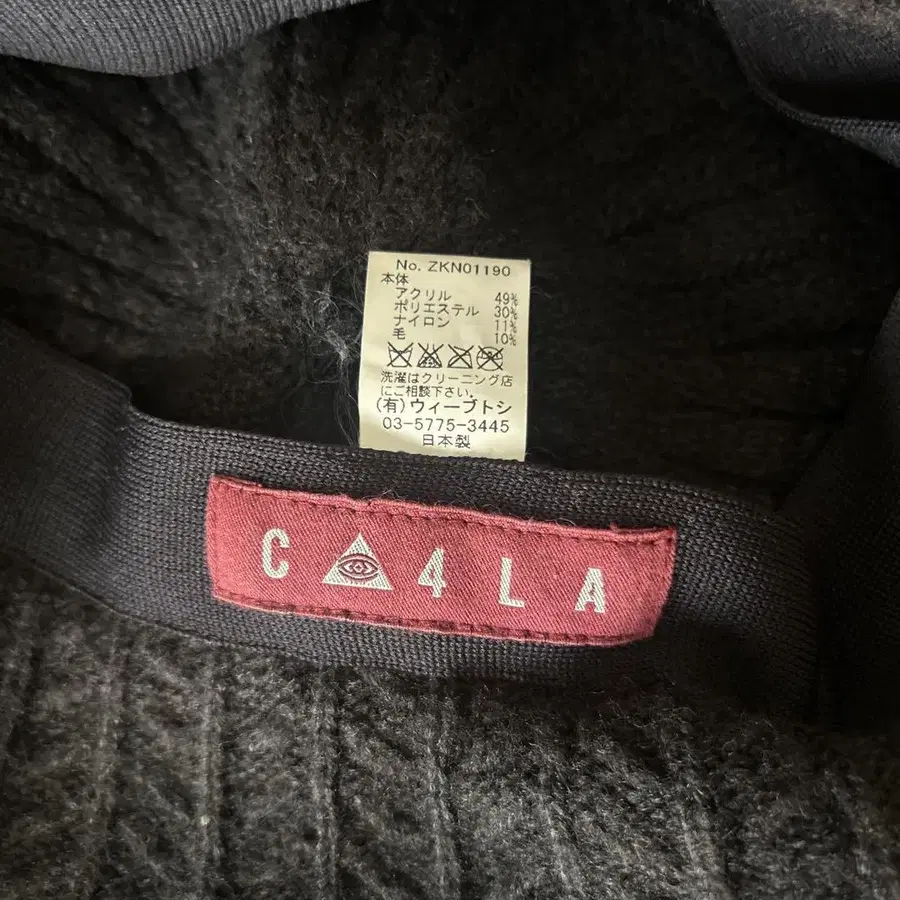 No. ZKN01190
本体
アクリル 49%
ポリエステル 30%
ナイロン 11%
毛 10%
洗濯はクリーニング店
にご相談下さい。
(有)ウィーブトシ
03-5775-3445
日本製
CA4LA